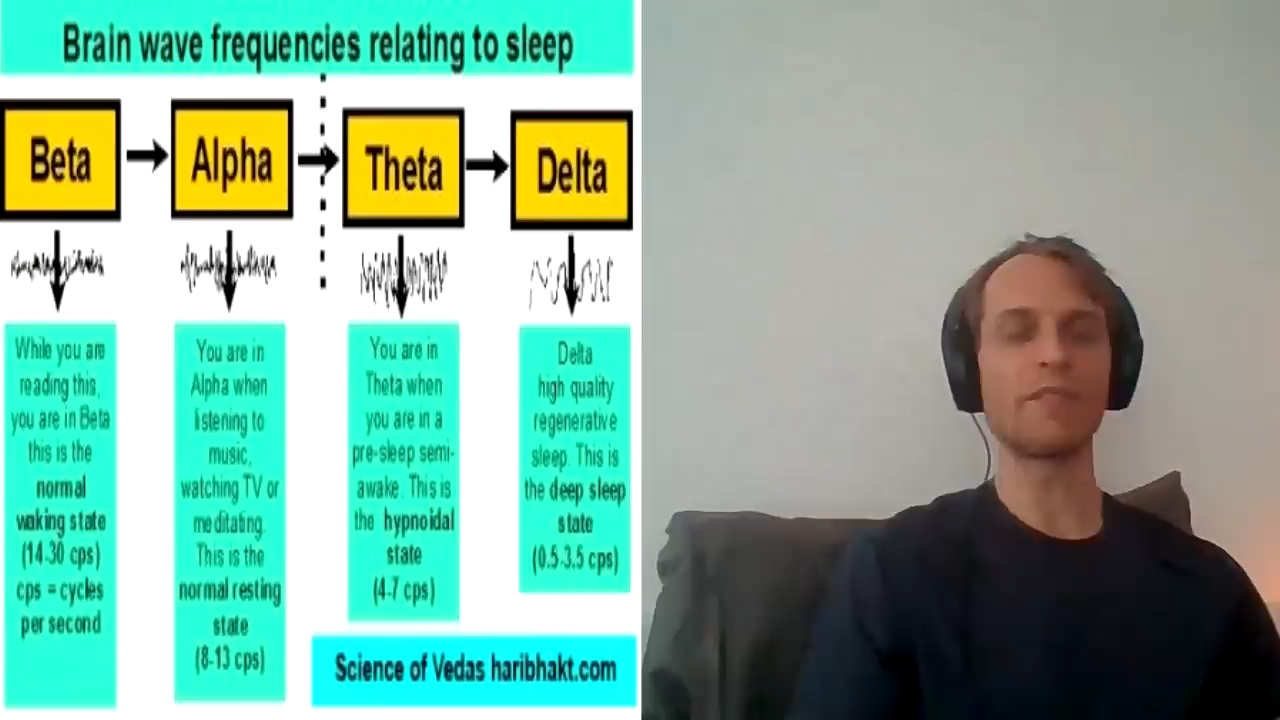 Brain wave frequencies relating to sleep
Beta
Alpha
Theta
Delta
While you are
reading this,
you are in Beta
this is the
normal
waking state
(14-30 cps)
cps = cycles
per second
You are in
Alpha when
listening to
music,
watching TV or
meditating.
This is the
normal resting
state
(8-13 cps)
You are in
Theta when
you are in a
pre-sleep semi-
awake. This is
the hypnoidal
state
(4-7 cps)
Delta
high quality
regenerative
sleep. This is
the deep sleep
state
(0.5-3.5 cps)
Science of Vedas haribhakt.com